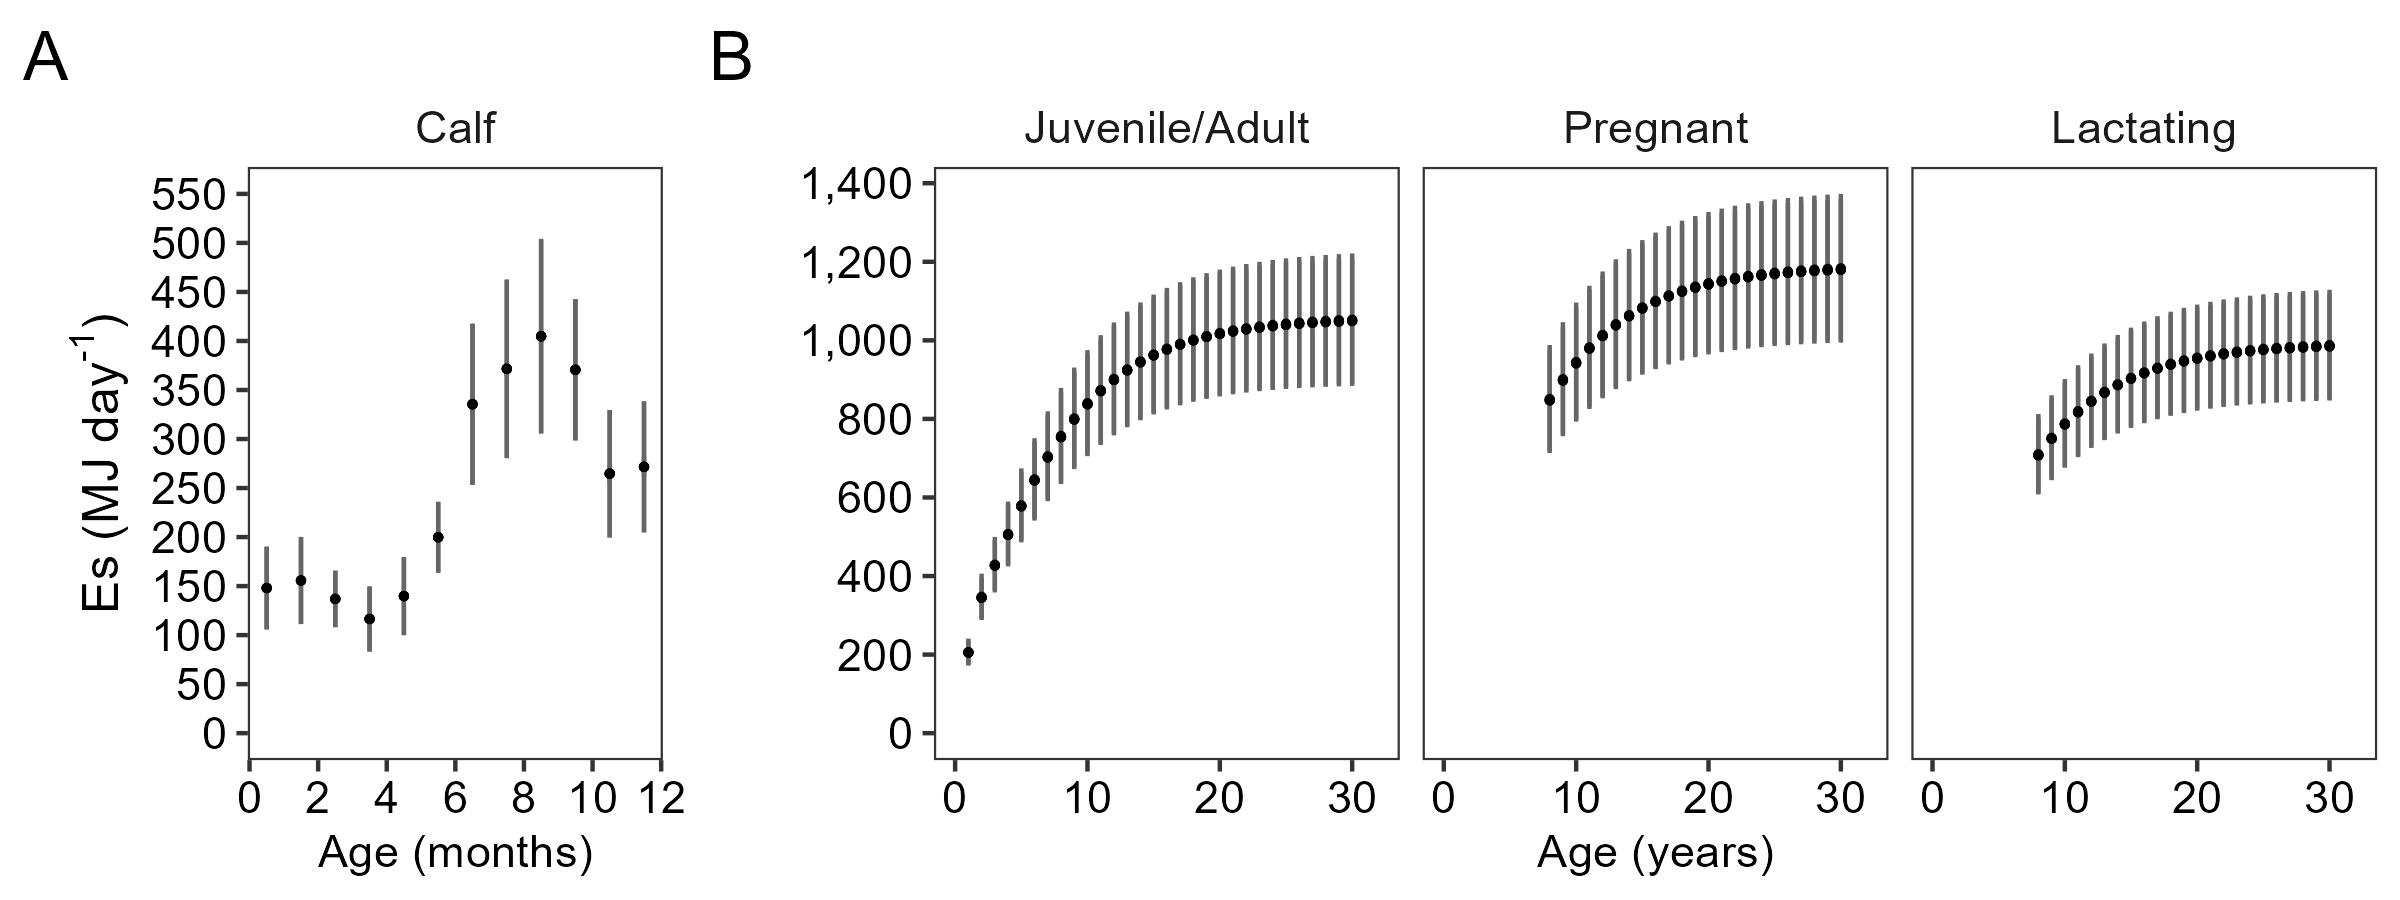 A
B
Calf
Juvenile/Adult
Pregnant
Lactating
Es (MJ day⁻¹)
550
500
450
400
350
300
250
200
150
100
50
0
0 2 4 6 8 10 12
Age (months)
1,400
1,200
1,000
800
600
400
200
0
0 10 20 30
0 10 20 30
0 10 20 30
Age (years)